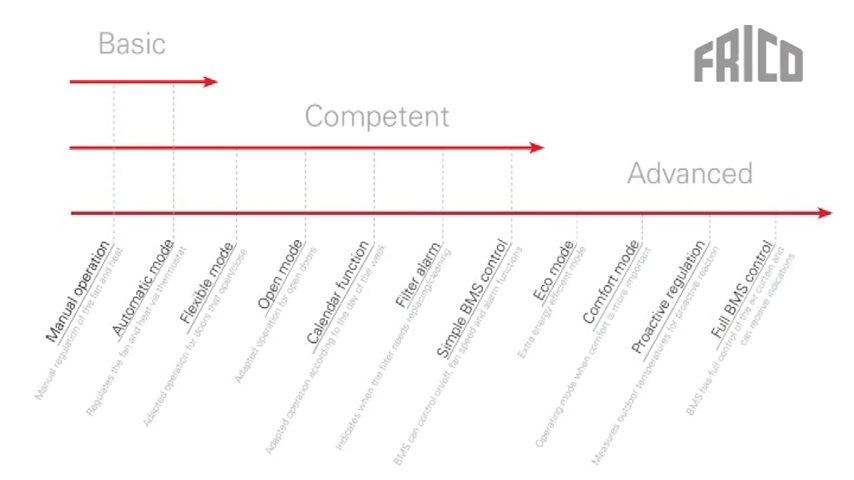 Basic
FRICO
Competent
Advanced
Manual operation
Manual regulation of the fan and heat
Automatic mode
Regulates the fan and heat via thermostat
Flexible mode
Adapted operation for doors that open/close
Open mode
Adapted operation for open doors
Calendar function
Adapted operation according to the day of the week
Filter alarm
Indicates when the filter needs replacing/cleaning
Simple BMS control
BMS can control on/off, fan speed and alarm functions
Eco mode
Extra energy efficient mode
Comfort mode
Operating mode when comfort is more important
Proactive regulation
Measures outdoor temperatures for proactive reaction
Full BMS control
BMS has full control of the air curtain and
can receive indications